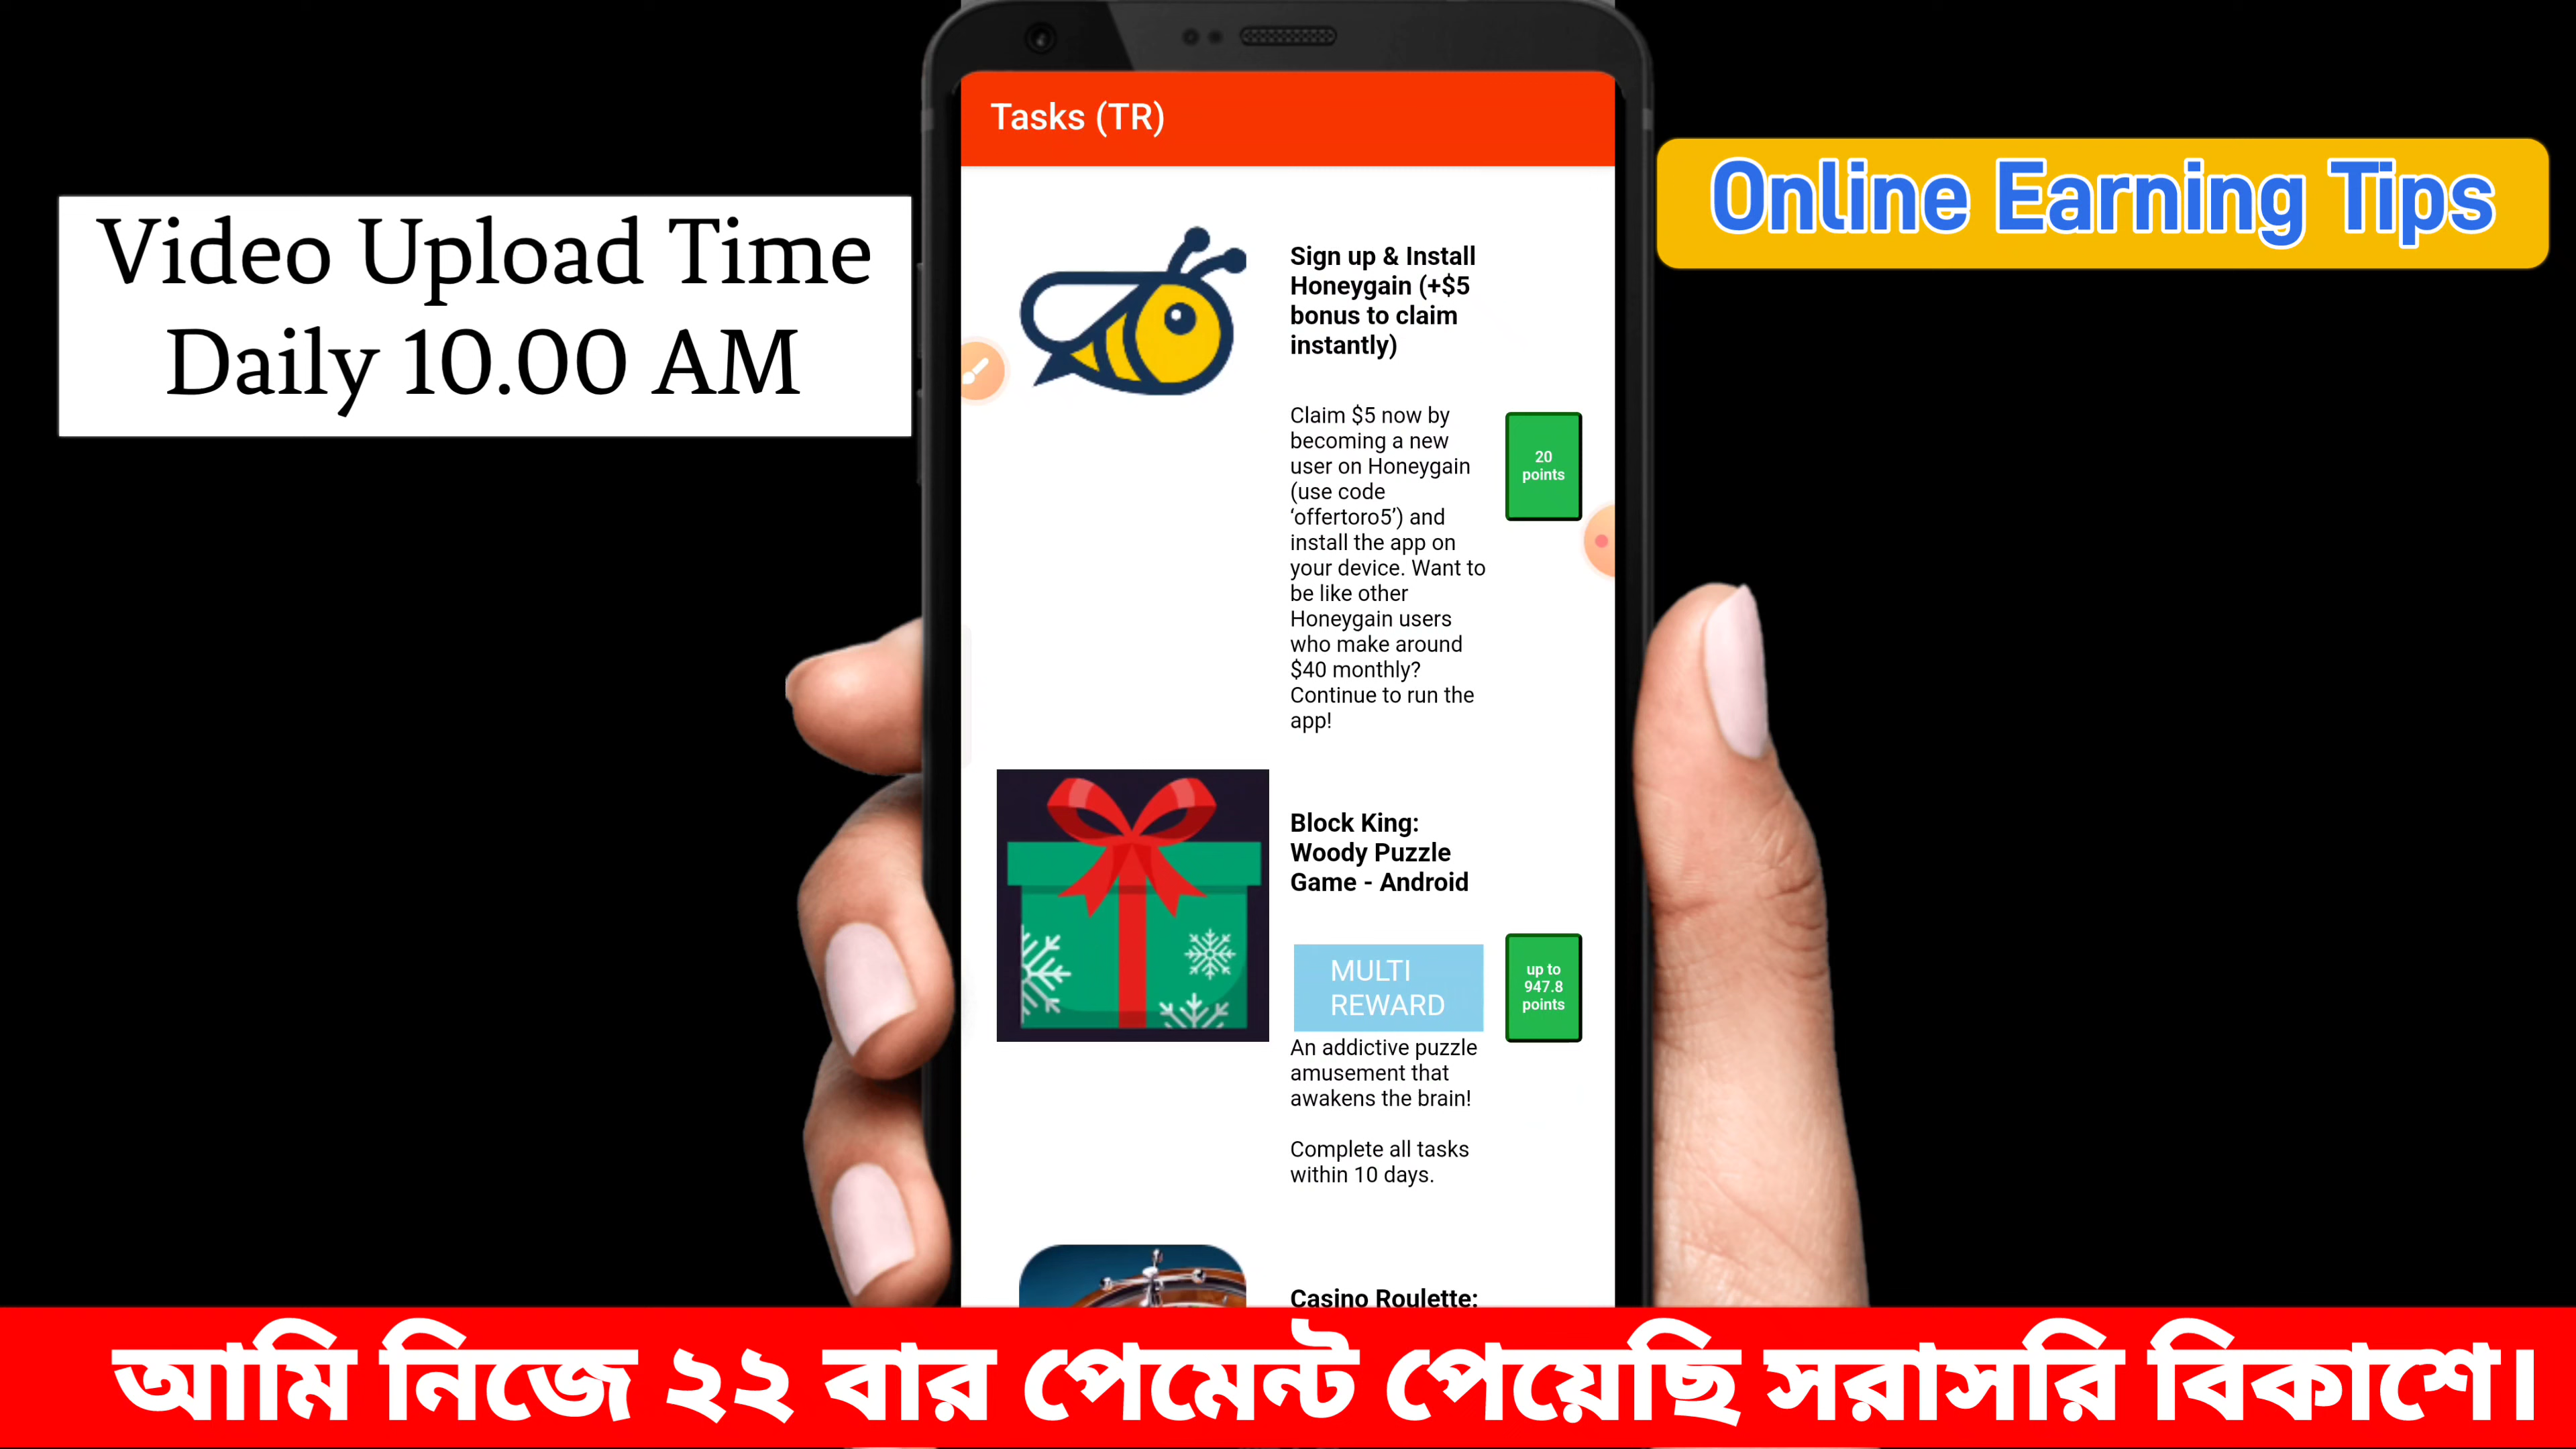 Tasks (TR)
Video Upload Time
Daily 10.00 AM
Online Earning Tips
Sign up & Install
Honeygain (+$5
bonus to claim
instantly)
Claim $5 now by
becoming a new
user on Honeygain
(use code
‘offertoro5’) and
install the app on
your device. Want to
be like other
Honeygain users
who make around
$40 monthly?
Continue to run the
app!
20
points
Block King:
Woody Puzzle
Game - Android
MULTI
REWARD
up to
947.8
points
An addictive puzzle
amusement that
awakens the brain!
Complete all tasks
within 10 days.
Casino Roulette:
আমি নিজে ২২ বার পেমেন্ট পেয়েছি সরাসরি বিকাশে।